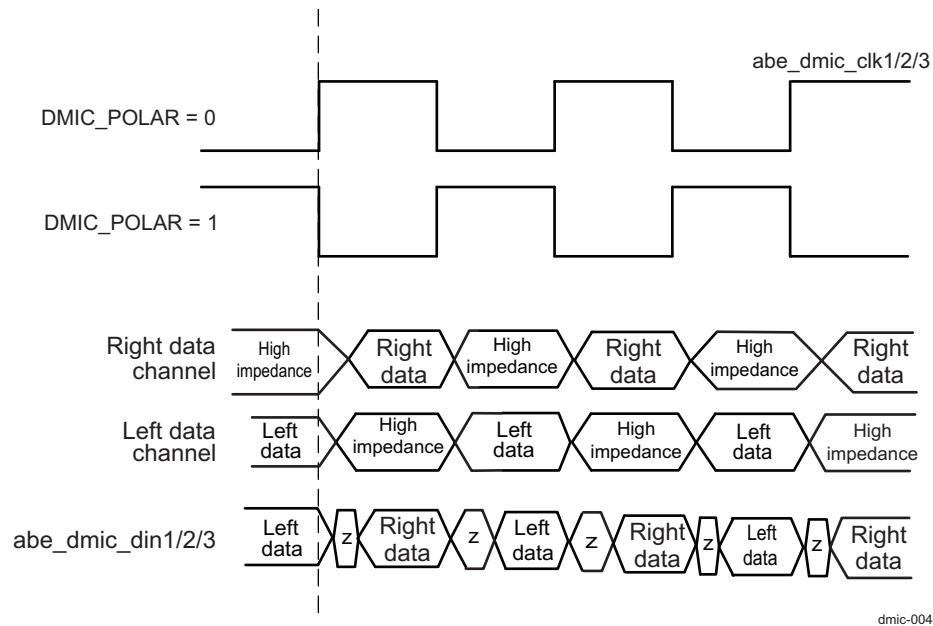 abe_dmic_clk1/2/3
DMIC_POLAR = 0
DMIC_POLAR = 1
Right data
channel
High
impedance
Right
data
High
impedance
Right
data
High
impedance
Right
data
Left data
channel
Left
data
High
impedance
Left
data
High
impedance
Left
data
High
impedance
abe_dmic_din1/2/3
Left
data
z
Right
data
z
Left
data
z
Right
data
z
Left
data
z
Right
data
dmic-004